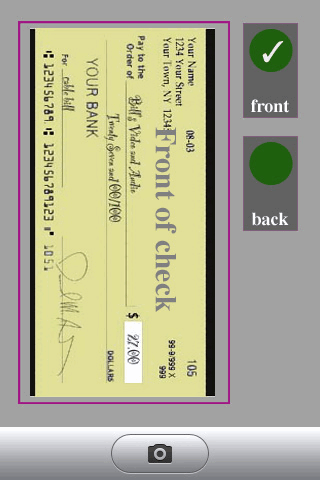 Your Name
1234 Your Street
Your Town, NY 1234
08-03
105
99-9999 X
999
Pay to the
Order of
Bill's Video and Audio
$ 27.00
Twenty Seven and 00/100
DOLLARS
YOUR BANK
For cable bill
⑆123456789⑆ 123456789123⑈ 1051
Front of check
front
back